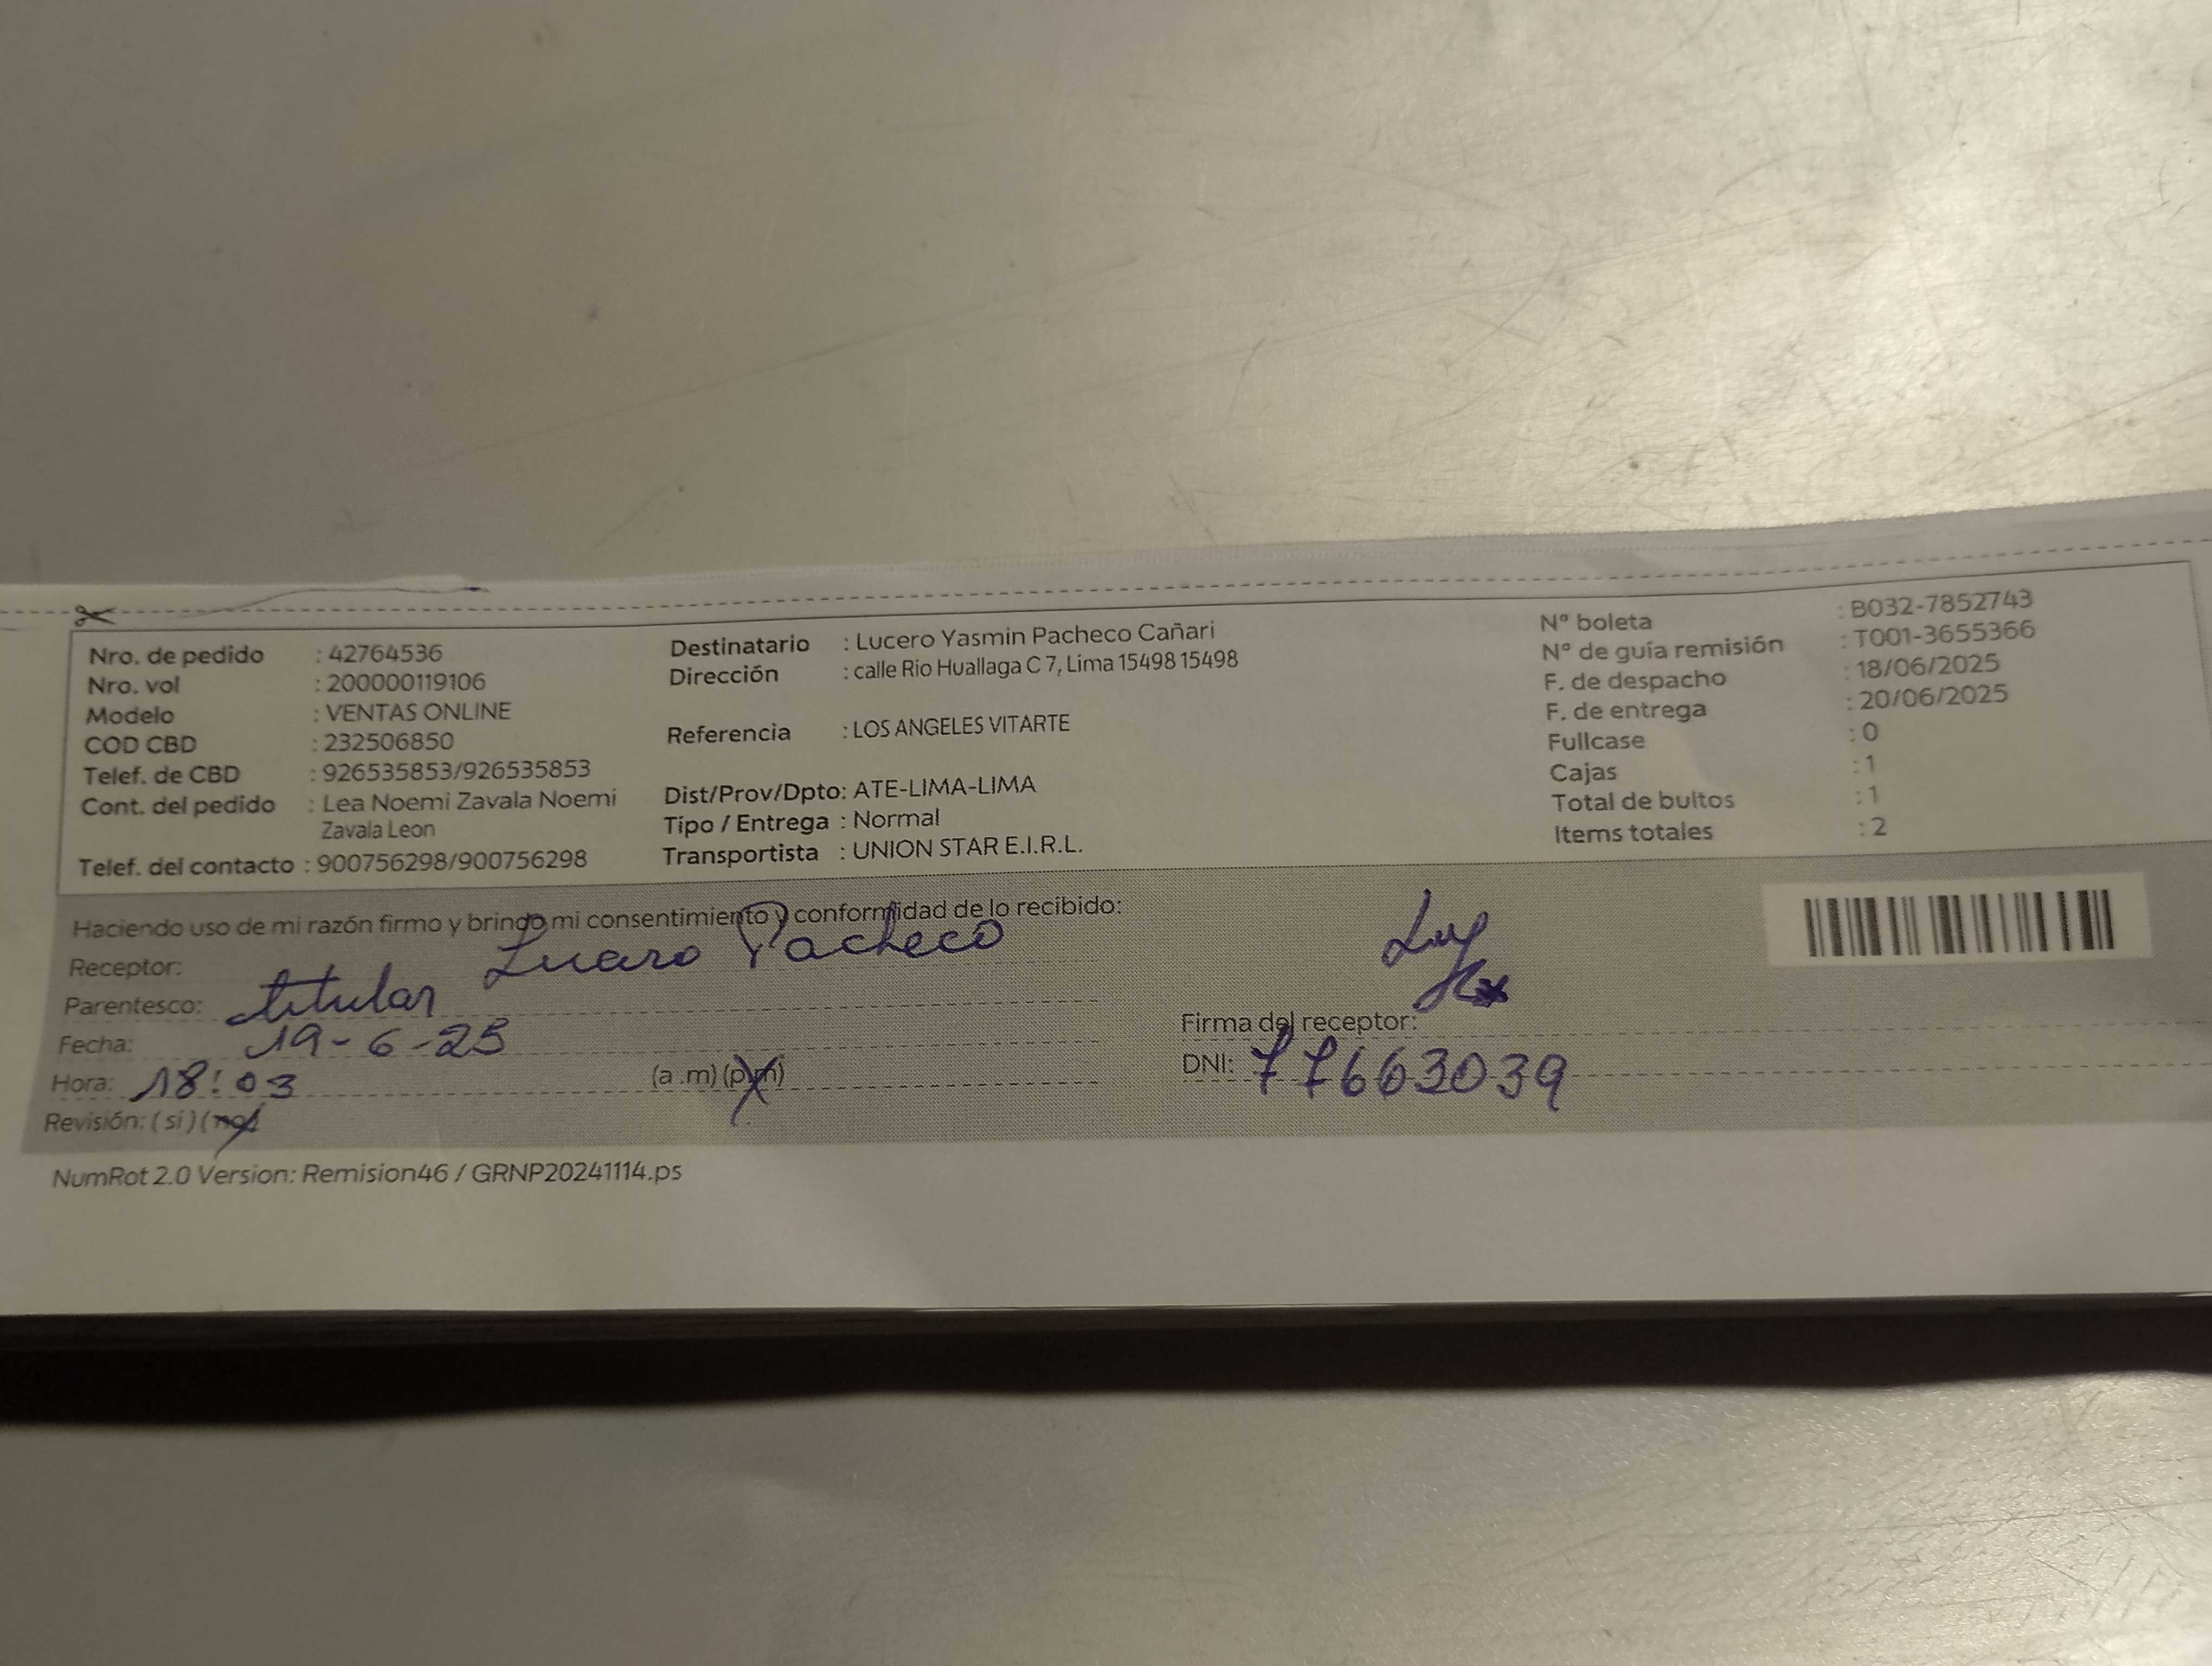 Nro. de pedido : 42764536
Nro. vol : 200000119106
Modelo : VENTAS ONLINE
COD CBD : 232506850
Telef. de CBD : 926535853/926535853
Cont. del pedido : Lea Noemi Zavala Noemi
Zavala Leon
Telef. del contacto : 900756298/900756298
Destinatario : Lucero Yasmin Pacheco Cañari
Dirección : calle Rio Huallaga C 7, Lima 15498 15498
Referencia : LOS ANGELES VITARTE
Dist/Prov/Dpto: ATE-LIMA-LIMA
Tipo / Entrega : Normal
Transportista : UNION STAR E.I.R.L.
N° boleta : B032-7852743
N° de guía remisión : T001-3655366
F. de despacho : 18/06/2025
F. de entrega : 20/06/2025
Fullcase : 0
Cajas : 1
Total de bultos : 1
Items totales : 2
Haciendo uso de mi razón firmo y brindo mi consentimiento y conformidad de lo recibido:
Receptor: Pacheco
Parentesco: titular
Fecha: 19-6-25
Hora: 18:03 (a .m) (p.m)
Revisión: ( si ) ( no )
Firma del receptor:
DNI: 77663039
NumRot 2.0 Version: Remision46 / GRNP20241114.ps